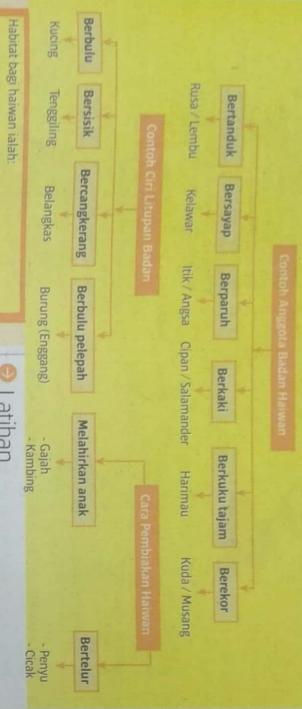 Contoh Anggota Badan Haiwan
Bertanduk Bersayap Berparuh Berkaki Berkuku tajam Berekor
Rusa / Lembu Kelawar Itik / Angsa Cipan / Salamander Harimau Kuda / Musang
Contoh Ciri Litupan Badan
Berbulu Bersisik Bercangkerang Berbulu pelepah
Kucing Tenggiling Belangkas Burung (Enggang)
Cara Pembiakan Haiwan
Melahirkan anak Bertelur
- Gajah - Penyu
- Kambing - Cicak
Habitat bagi haiwan ialah:
Latihan